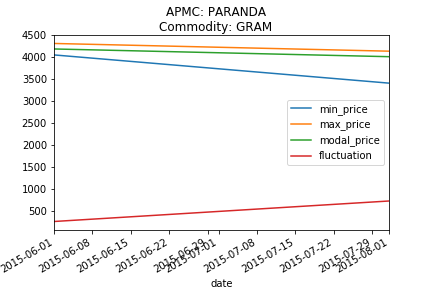 APMC: PARANDA
Commodity: GRAM
4500
4000
3500
3000
2500
2000
1500
1000
500
min_price
max_price
modal_price
fluctuation
2015-06-01
2015-06-08
2015-06-15
2015-06-22
2015-06-29
2015-07-01
2015-07-08
2015-07-15
2015-07-22
2015-07-29
2015-08-01
date